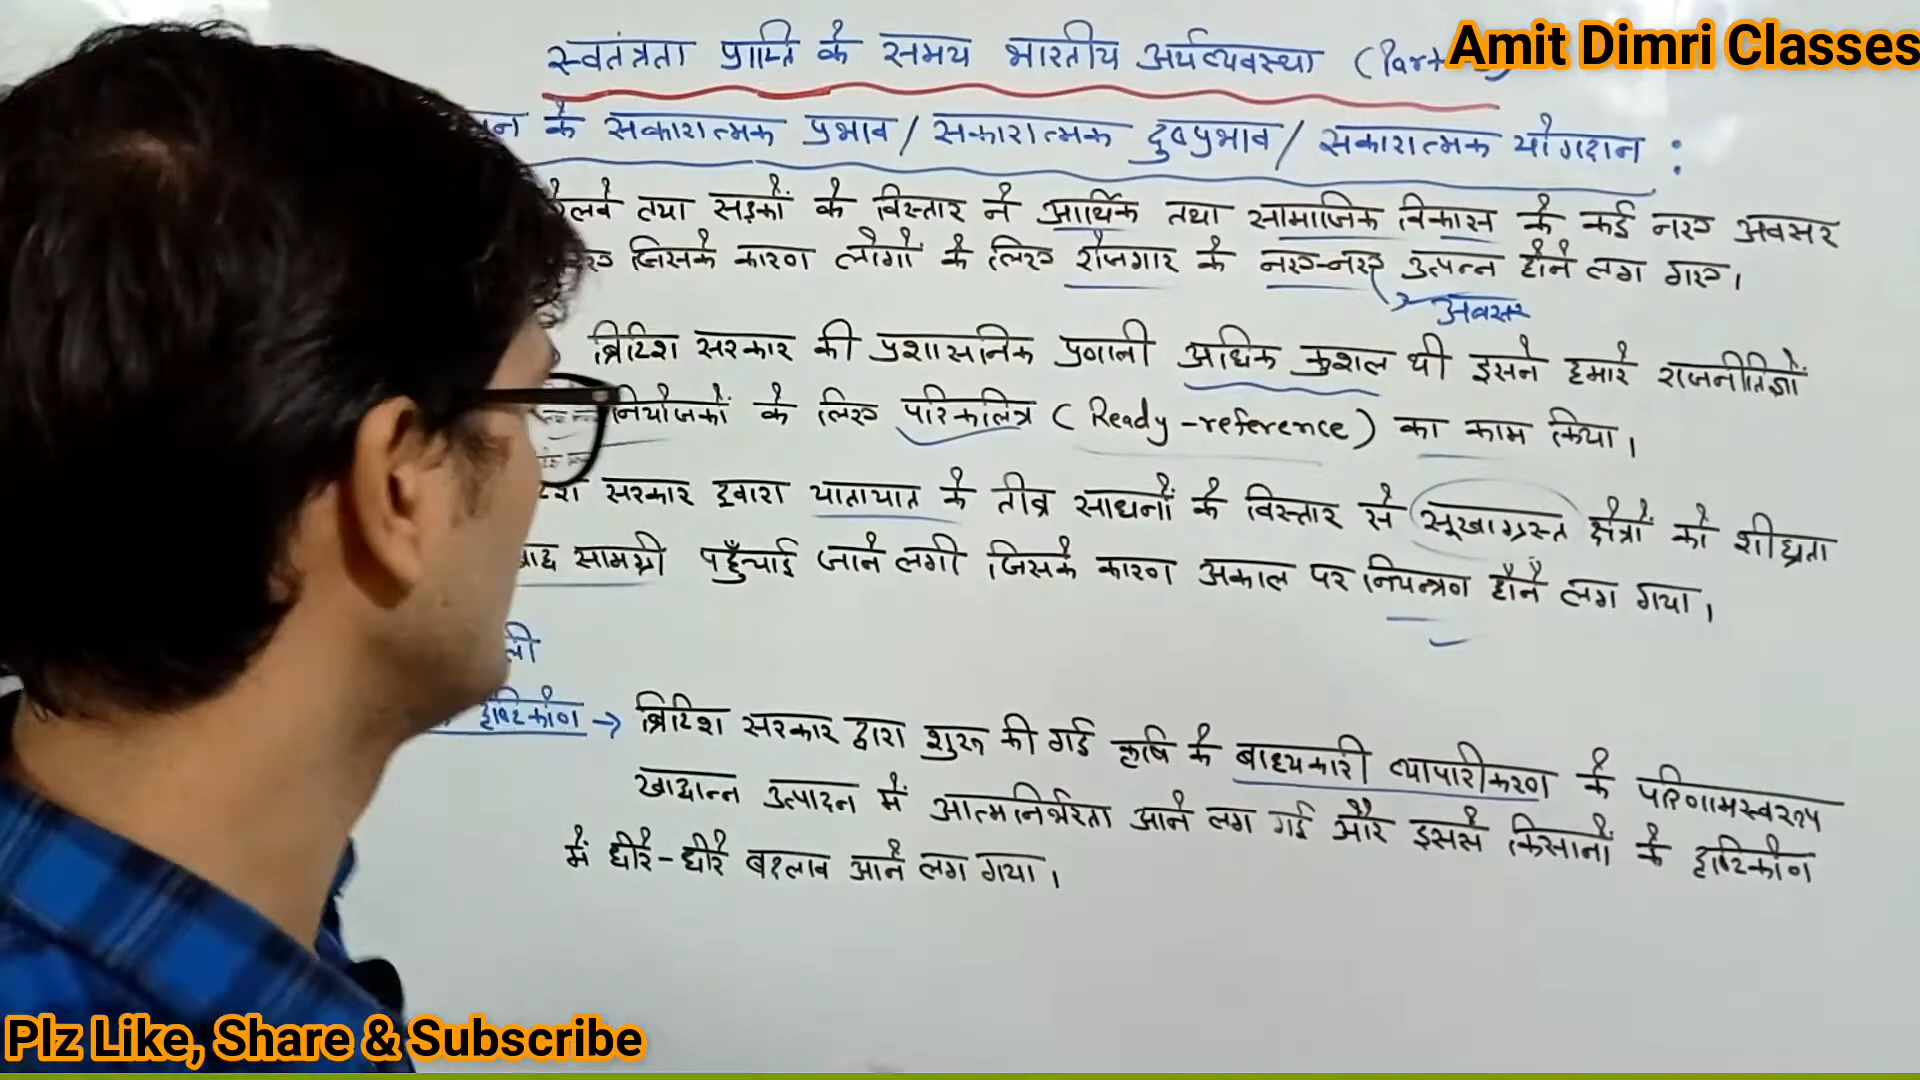 स्वतंत्रता प्राप्ति के समय भारतीय अर्थव्यवस्था (Part
Amit Dimri Classes
के सकारात्मक प्रभाव / सकारात्मक दुष्प्रभाव / सकारात्मक योगदान :
रेलवे तथा सड़कों के विस्तार ने आर्थिक तथा सामाजिक विकास के कई नए अवसर
जिसके कारण लोगों के लिए रोजगार के नए-नए उत्पन्न होने लग गए।
अवसर
ब्रिटिश सरकार की प्रशासनिक प्रणाली अधिक कुशल थी इसने हमारे राजनीतिज्ञों
नियोजकों के लिए परिकलित्र (Ready-reference) का काम किया।
सरकार द्वारा यातायात के तीव्र साधनों के विस्तार से सूखाग्रस्त क्षेत्रों को शीघ्रता
सामग्री पहुँचाई जाने लगी जिसके कारण अकाल पर नियन्त्रण होने लग गया।
दृष्टिकोण → ब्रिटिश सरकार द्वारा शुरू की गई कृषि के बाध्यकारी व्यापारीकरण के परिणामस्वरूप
खाद्यान्न उत्पादन में आत्मनिर्भरता आने लग गई और इससे किसानों के दृष्टिकोण
में धीरे-धीरे बदलाव आने लग गया।
Plz Like, Share & Subscribe